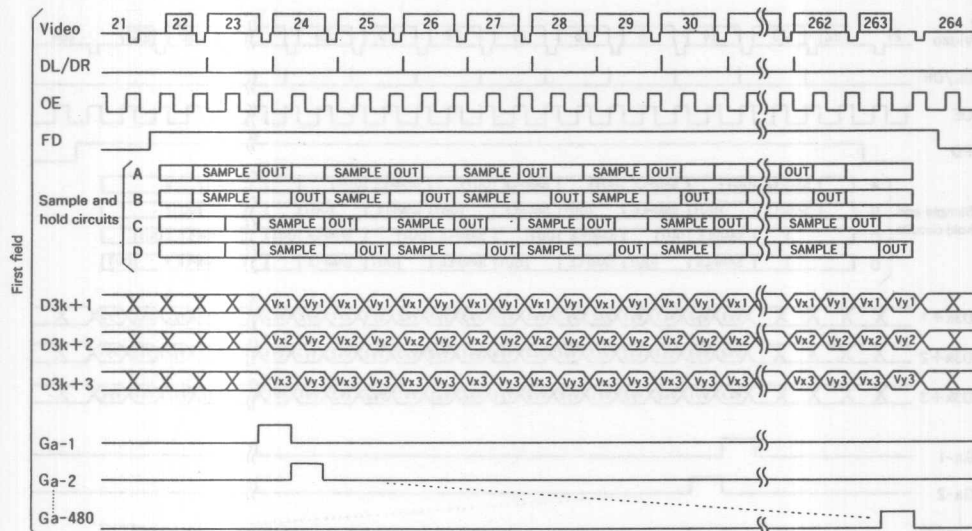 First field
Video 21 22 23 24 25 26 27 28 29 30 262 263 264
DL/DR
OE
FD
Sample and
hold circuits
A SAMPLE OUT SAMPLE OUT SAMPLE OUT SAMPLE OUT OUT
B SAMPLE OUT SAMPLE OUT SAMPLE OUT SAMPLE OUT OUT
C SAMPLE OUT SAMPLE OUT SAMPLE OUT SAMPLE OUT SAMPLE OUT
D SAMPLE OUT SAMPLE OUT SAMPLE OUT SAMPLE SAMPLE OUT
D3k+1 X X X X Vx1 Vy1 Vx1 Vy1 Vx1 Vy1 Vx1 Vy1 Vx1 Vy1 Vx1 Vy1 Vx1 Vy1 Vx1 Vx1 Vy1 Vx1 Vy1 X
D3k+2 X X X X Vx2 Vy2 Vx2 Vy2 Vx2 Vy2 Vx2 Vy2 Vx2 Vy2 Vx2 Vy2 Vx2 Vy2 Vx2 Vx2 Vy2 Vx2 Vy2 X
D3k+3 X X X X Vx3 Vy3 Vx3 Vy3 Vx3 Vy3 Vx3 Vy3 Vx3 Vy3 Vx3 Vy3 Vx3 Vy3 Vx3 Vx3 Vy3 Vx3 Vy3 X
Ga-1
Ga-2
Ga-480